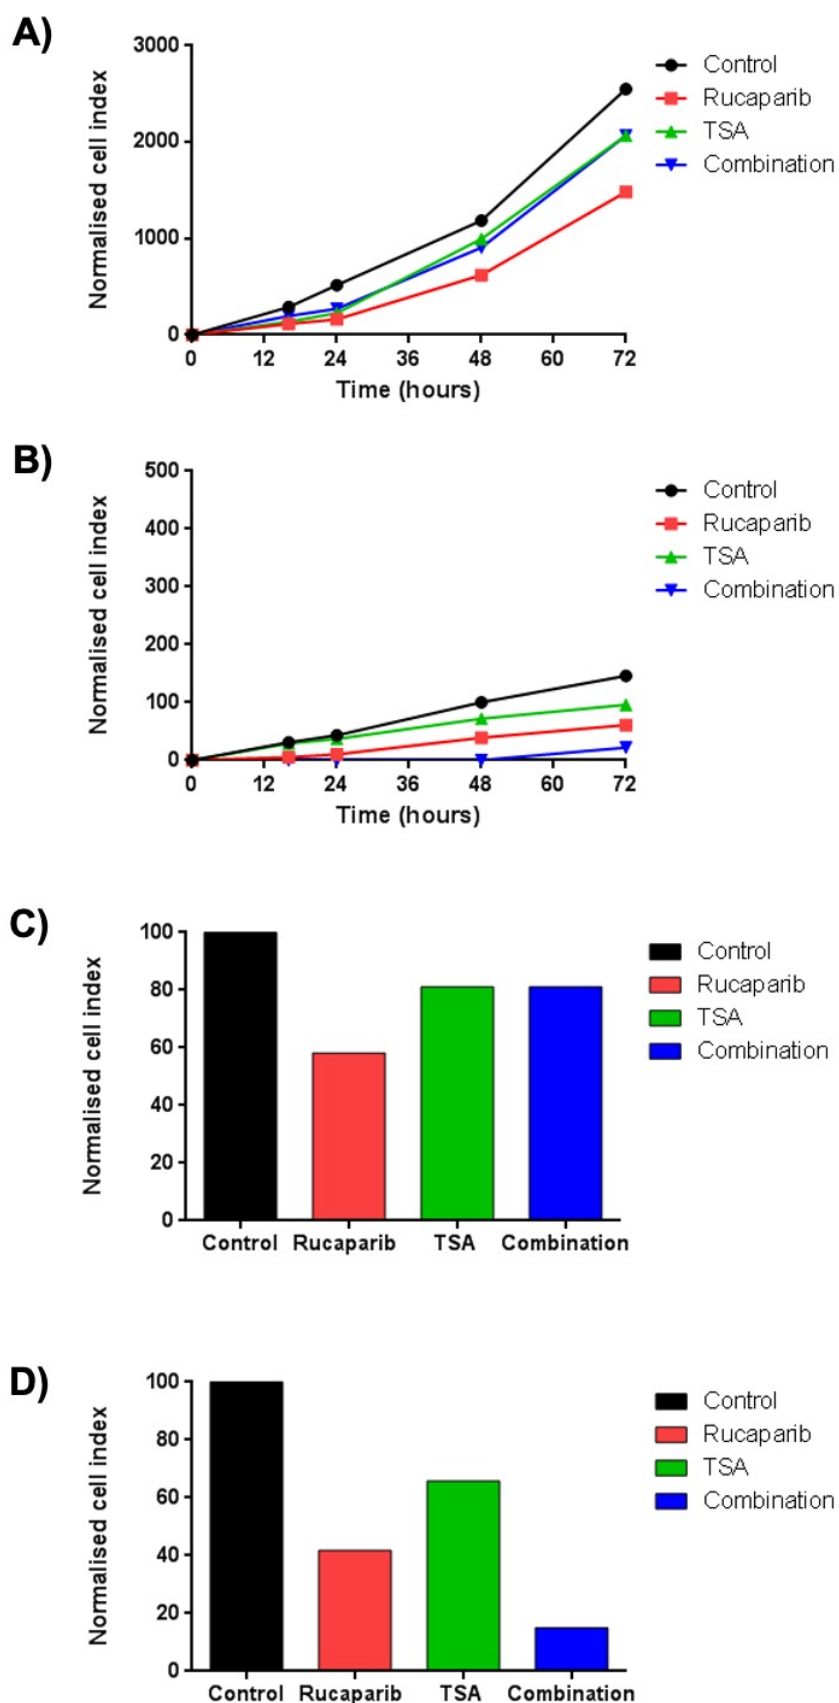 A)
Normalised cell index
3000
2000
1000
0
0 12 24 36 48 60 72
Time (hours)
Control
Rucaparib
TSA
Combination
B)
Normalised cell index
500
400
300
200
100
0
0 12 24 36 48 60 72
Time (hours)
Control
Rucaparib
TSA
Combination
C)
Normalised cell index
100
80
60
40
20
0
Control Rucaparib TSA Combination
Control
Rucaparib
TSA
Combination
D)
Normalised cell index
100
80
60
40
20
0
Control Rucaparib TSA Combination
Control
Rucaparib
TSA
Combination